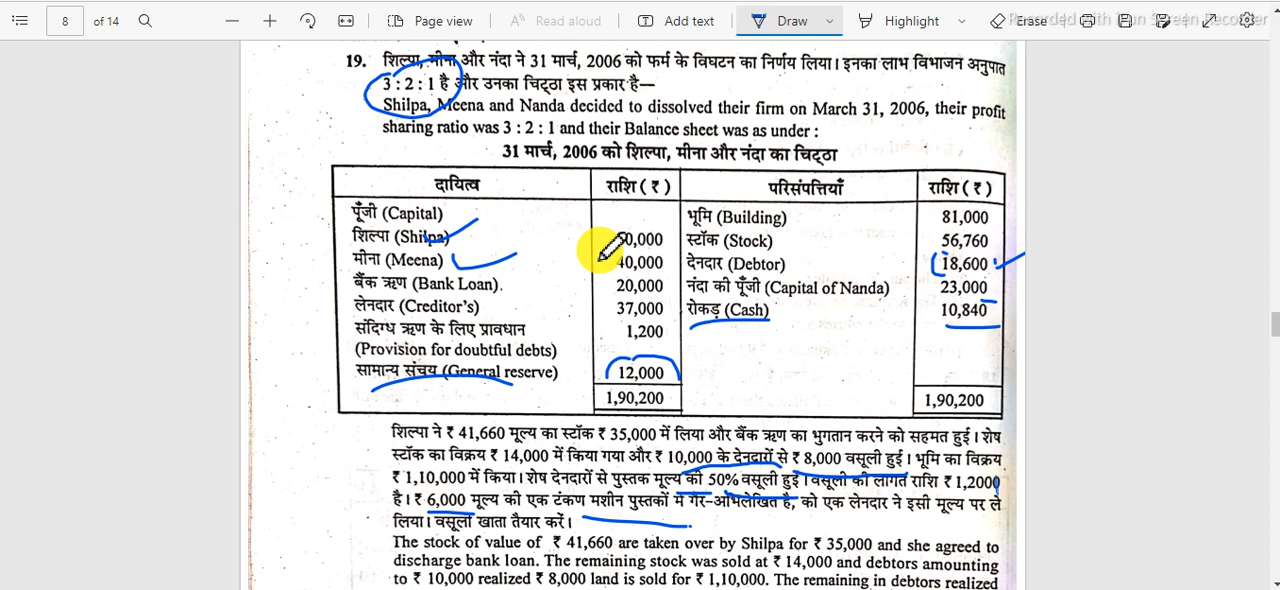 8 of 14
Page view
Read aloud
Add text
Draw
Highlight
Erase
19. शिल्पा, मीना और नंदा ने 31 मार्च, 2006 को फर्म के विघटन का निर्णय लिया। इनका लाभ विभाजन अनुपात
3 : 2 : 1 है और उनका चिट्ठा इस प्रकार है—
Shilpa, Meena and Nanda decided to dissolved their firm on March 31, 2006, their profit
sharing ratio was 3 : 2 : 1 and their Balance sheet was as under :
31 मार्च, 2006 को शिल्पा, मीना और नंदा का चिट्ठा
दायित्व राशि (₹) परिसंपत्तियाँ राशि (₹)
पूँजी (Capital) भूमि (Building) 81,000
शिल्पा (Shilpa) 0,000 स्टॉक (Stock) 56,760
मीना (Meena) 40,000 देनदार (Debtor) 18,600
बैंक ऋण (Bank Loan). 20,000 नंदा की पूँजी (Capital of Nanda) 23,000
लेनदार (Creditor's) 37,000 रोकड़ (Cash) 10,840
संदिग्ध ऋण के लिए प्रावधान 1,200
(Provision for doubtful debts)
सामान्य संचय (General reserve) 12,000
1,90,200 1,90,200
शिल्पा ने ₹ 41,660 मूल्य का स्टॉक ₹ 35,000 में लिया और बैंक ऋण का भुगतान करने को सहमत हुई। शेष
स्टॉक का विक्रय ₹ 14,000 में किया गया और ₹ 10,000 के देनदारों से ₹ 8,000 वसूली हुई। भूमि का विक्रय
₹ 1,10,000 में किया। शेष देनदारों से पुस्तक मूल्य की 50% वसूली हुई। वसूली की लागत राशि ₹ 1,200
है। ₹ 6,000 मूल्य की एक टंकण मशीन पुस्तकों में गैर-अभिलेखित है, को एक लेनदार ने इसी मूल्य पर ले
लिया। वसूली खाता तैयार करें।
The stock of value of ₹ 41,660 are taken over by Shilpa for ₹ 35,000 and she agreed to
discharge bank loan. The remaining stock was sold at ₹ 14,000 and debtors amounting
to ₹ 10,000 realized ₹ 8,000 land is sold for ₹ 1,10,000. The remaining in debtors realized